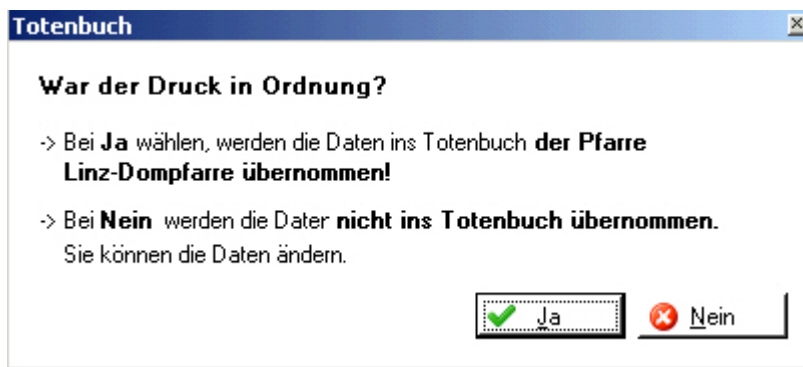 Totenbuch
War der Druck in Ordnung?
-> Bei Ja wählen, werden die Daten ins Totenbuch der Pfarre
Linz-Dompfarre übernommen!
-> Bei Nein werden die Dater nicht ins Totenbuch übernommen.
Sie können die Daten ändern.
Ja Nein